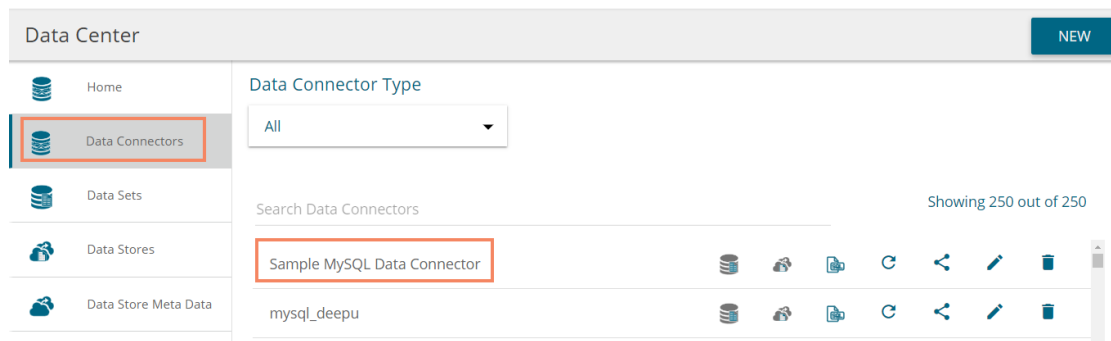 Data Center
NEW
Home
Data Connectors
Data Sets
Data Stores
Data Store Meta Data
Data Connector Type
All
Search Data Connectors
Showing 250 out of 250
Sample MySQL Data Connector
mysql_deepu